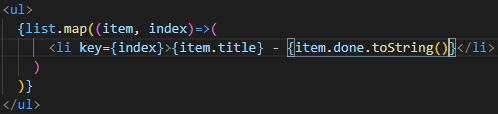 <ul>
{list.map((item, index)=>(
<li key={index}>{item.title} - {item.done.toString()}</li>
)
)}
</ul>